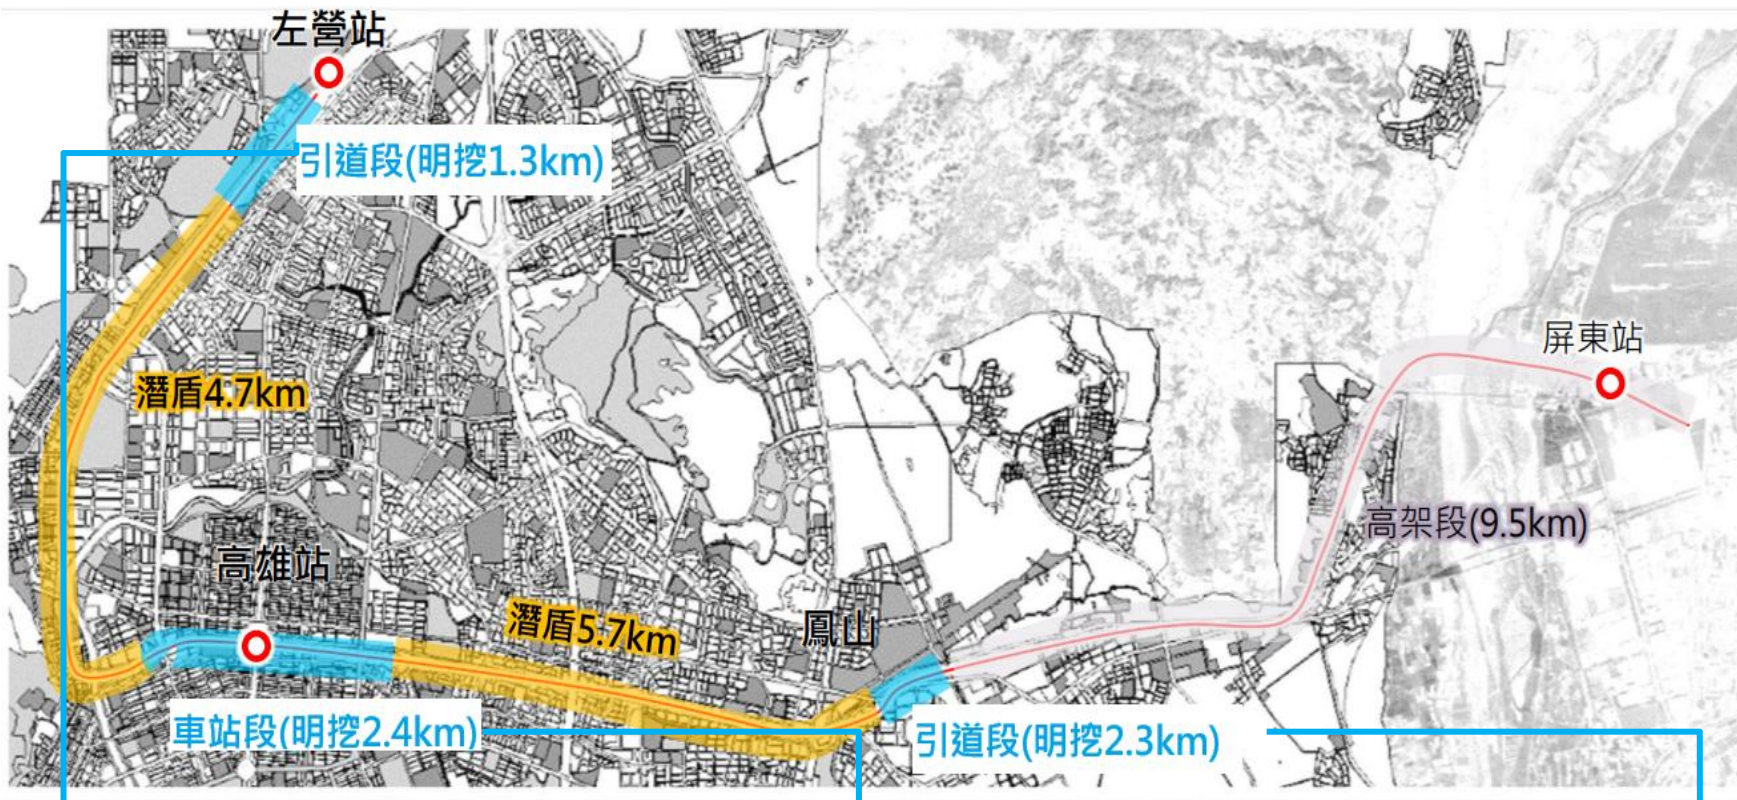 左營站
引道段(明挖1.3km)
屏東站
潛盾4.7km
高架段(9.5km)
高雄站
潛盾5.7km
鳳山
車站段(明挖2.4km)
引道段(明挖2.3km)